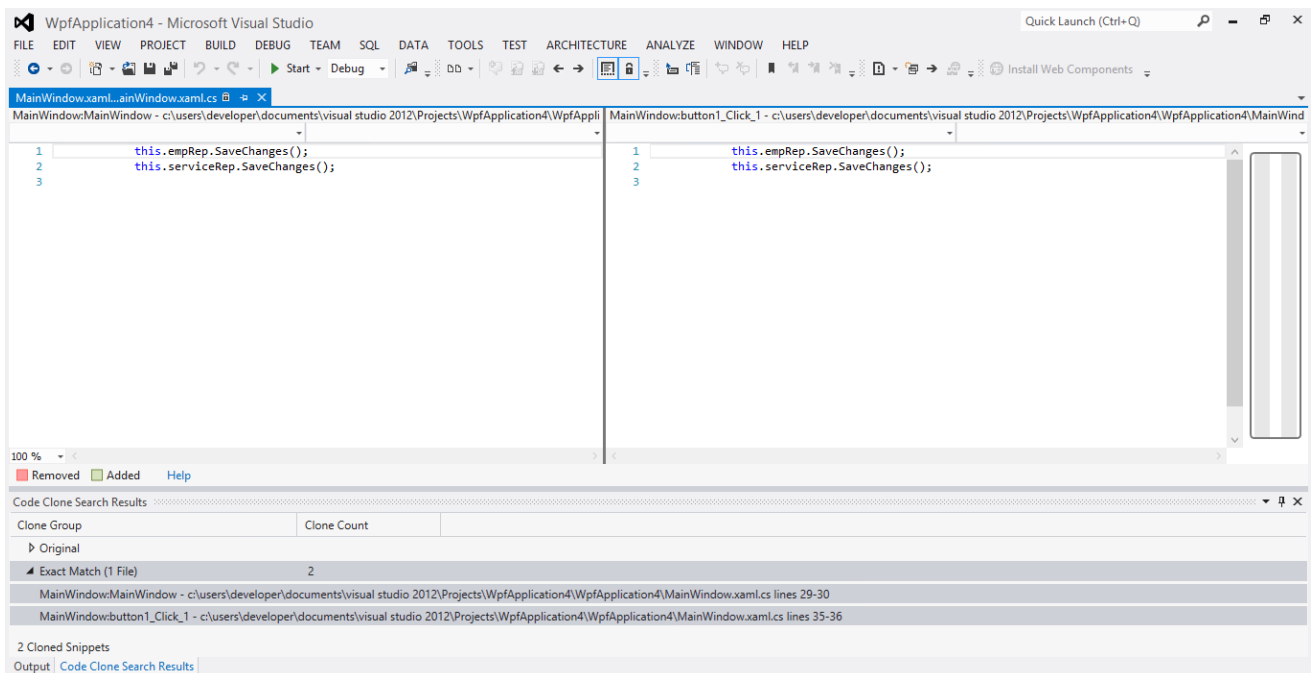 WpfApplication4 - Microsoft Visual Studio
Quick Launch (Ctrl+Q)
FILE EDIT VIEW PROJECT BUILD DEBUG TEAM SQL DATA TOOLS TEST ARCHITECTURE ANALYZE WINDOW HELP
Start Debug Install Web Components
MainWindow.xaml...ainWindow.xaml.cs
MainWindow:MainWindow - c:\users\developer\documents\visual studio 2012\Projects\WpfApplication4\WpfAppli
1 this.empRep.SaveChanges();
2 this.serviceRep.SaveChanges();
3
100 %
MainWindow:button1_Click_1 - c:\users\developer\documents\visual studio 2012\Projects\WpfApplication4\WpfApplication4\MainWind
1 this.empRep.SaveChanges();
2 this.serviceRep.SaveChanges();
3
Removed Added Help
Code Clone Search Results
Clone Group Clone Count
Original
Exact Match (1 File) 2
MainWindow:MainWindow - c:\users\developer\documents\visual studio 2012\Projects\WpfApplication4\WpfApplication4\MainWindow.xaml.cs lines 29-30
MainWindow:button1_Click_1 - c:\users\developer\documents\visual studio 2012\Projects\WpfApplication4\WpfApplication4\MainWindow.xaml.cs lines 35-36
2 Cloned Snippets
Output Code Clone Search Results